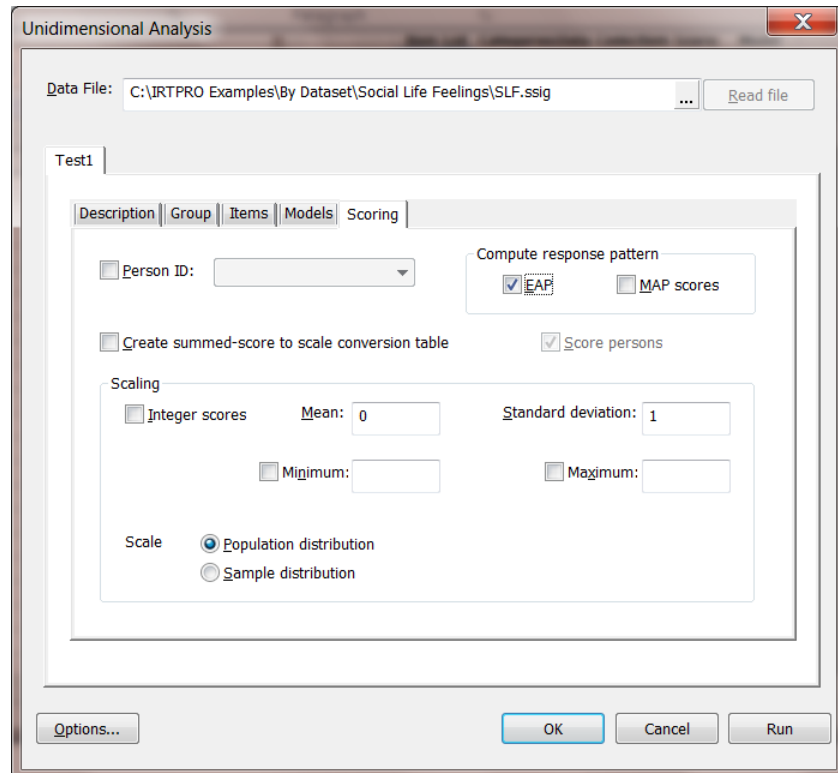 Unidimensional Analysis
Data File: C:\IRTPRO Examples\By Dataset\Social Life Feelings\SLF.ssig ... Read file
Test1
Description Group Items Models Scoring
Person ID:
Compute response pattern
EAP MAP scores
Create summed-score to scale conversion table Score persons
Scaling
Integer scores Mean: 0 Standard deviation: 1
Minimum: Maximum:
Scale Population distribution
Sample distribution
Options... OK Cancel Run